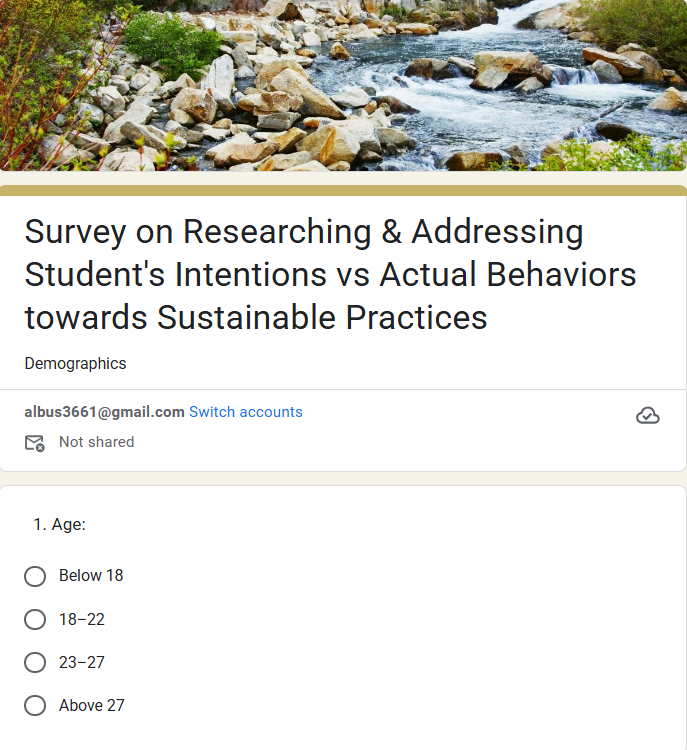 Survey on Researching & Addressing
Student's Intentions vs Actual Behaviors
towards Sustainable Practices
Demographics
albus3661@gmail.com Switch accounts
Not shared
1. Age:
Below 18
18–22
23–27
Above 27